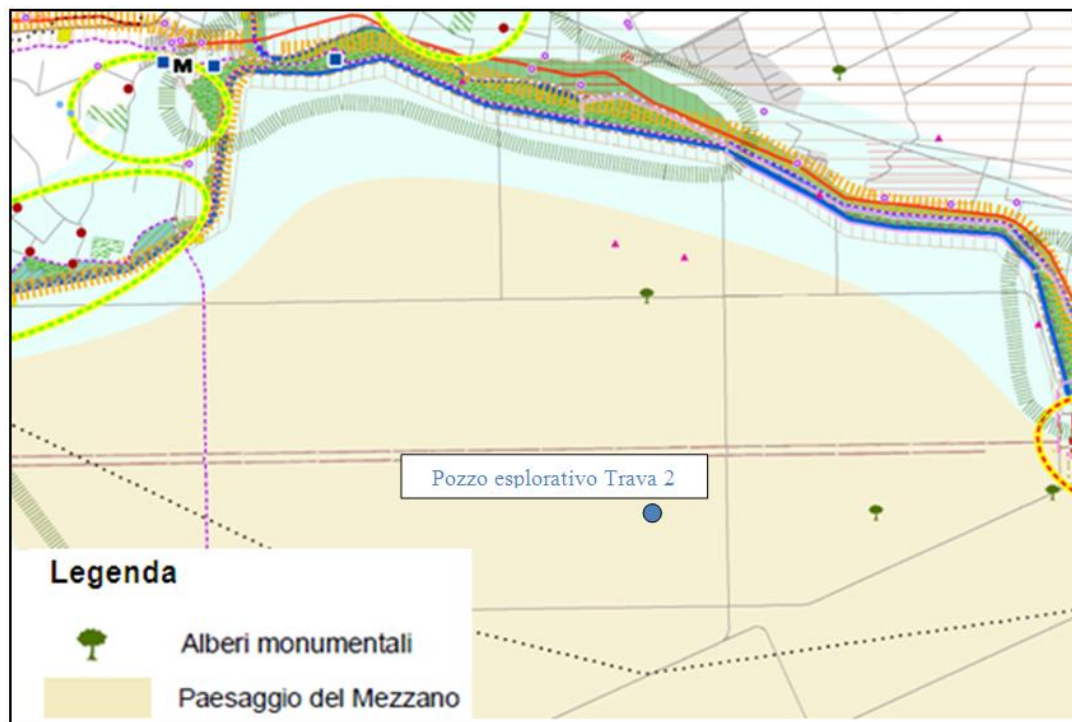 M
Pozzo esplorativo Trava 2
Legenda
Alberi monumentali
Paesaggio del Mezzano